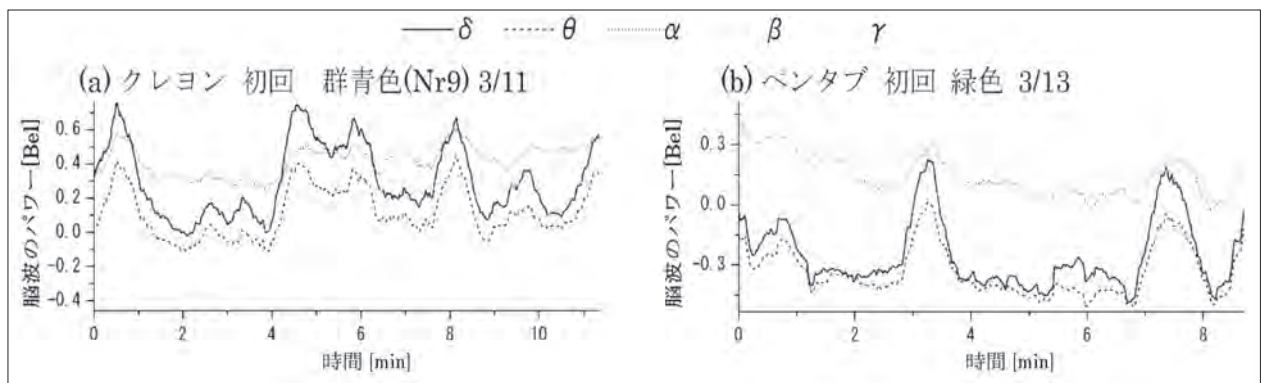 δ θ α β γ
(a) クレヨン 初回 群青色(Nr9) 3/11
脳波のパワー[Bel]
0.6
0.4
0.2
0.0
-0.2
-0.4
0 2 4 6 8 10
時間 [min]
(b) ペンタブ 初回 緑色 3/13
脳波のパワー[Bel]
0.3
0.0
-0.3
0 2 4 6 8
時間 [min]